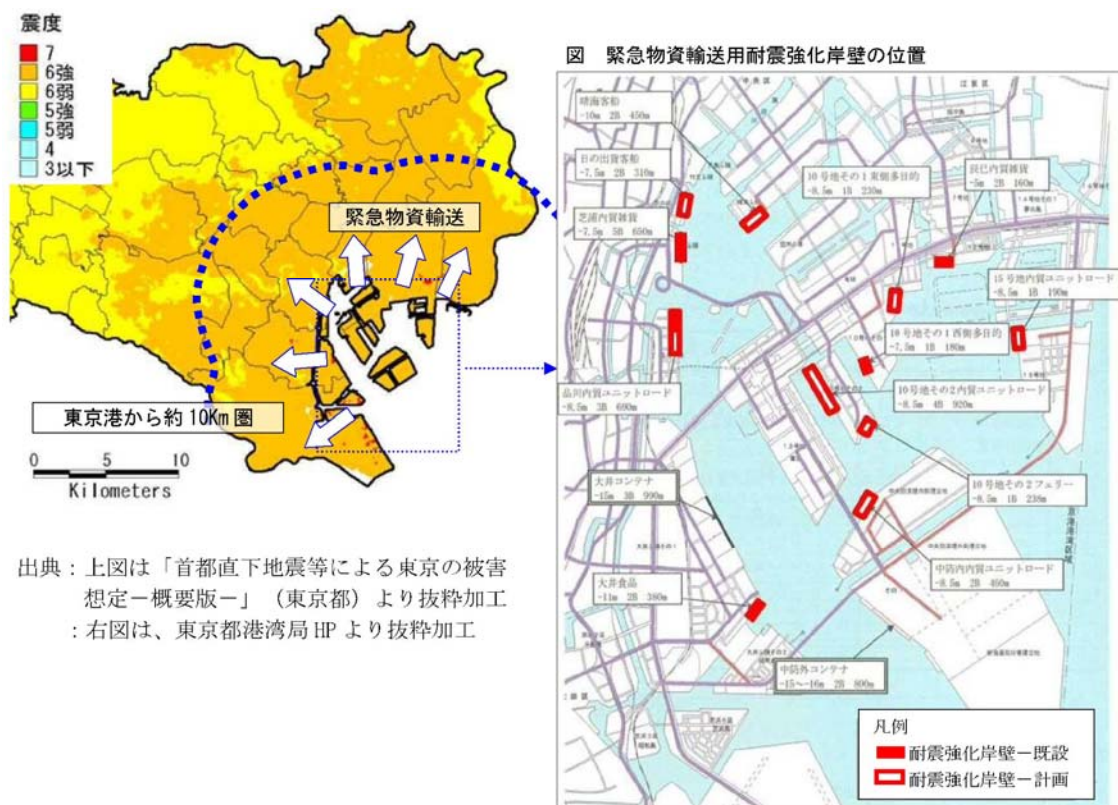 震度
7
6強
6弱
5強
5弱
4
3以下
緊急物資輸送
東京港から約10Km圏
0 5 10
Kilometers
出典：上図は「首都直下地震等による東京の被害
想定－概要版－」（東京都）より抜粋加工
：右図は、東京都港湾局HPより抜粋加工
図 緊急物資輸送用耐震強化岸壁の位置
晴海客船
-10m 2B 450m
日の出貨客船
-7.5m 2B 310m
芝浦内貿雑貨
-7.5m 5B 650m
10号地その1東側多目的
-8.5m 1B 230m
辰巳内貿雑貨
-5m 2B 160m
15号地内貿ユニットロード
-8.5m 1B 190m
10号地その1西側多目的
-7.5m 1B 180m
品川内貿ユニットロード
-8.5m 3B 690m
10号地その2内貿ユニットロード
-8.5m 4B 920m
大井コンテナ
-15m 3B 990m
10号地その2フェリー
-8.5m 1B 238m
大井食品
-11m 2B 380m
中防内内貿ユニットロード
-8.5m 2B 460m
中防外コンテナ
-15～-16m 2B 800m
凡例
耐震強化岸壁－既設
耐震強化岸壁－計画